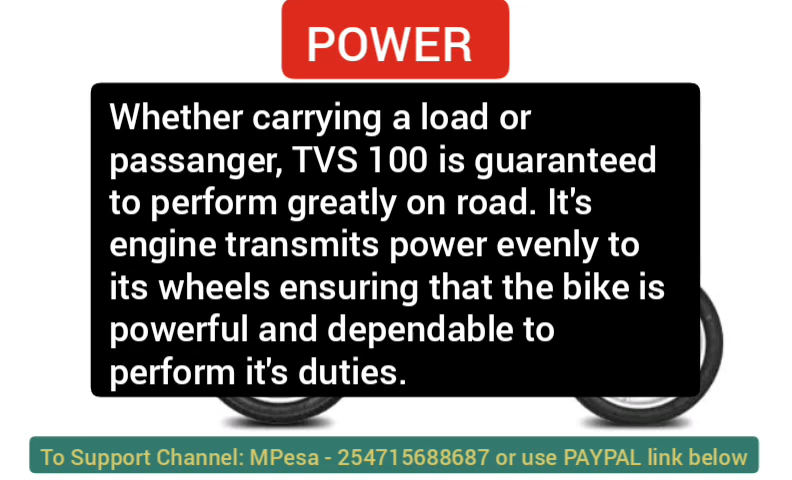 POWER
Whether carrying a load or
passanger, TVS 100 is guaranteed
to perform greatly on road. It's
engine transmits power evenly to
its wheels ensuring that the bike is
powerful and dependable to
perform it's duties.
To Support Channel: MPesa - 254715688687 or use PAYPAL link below